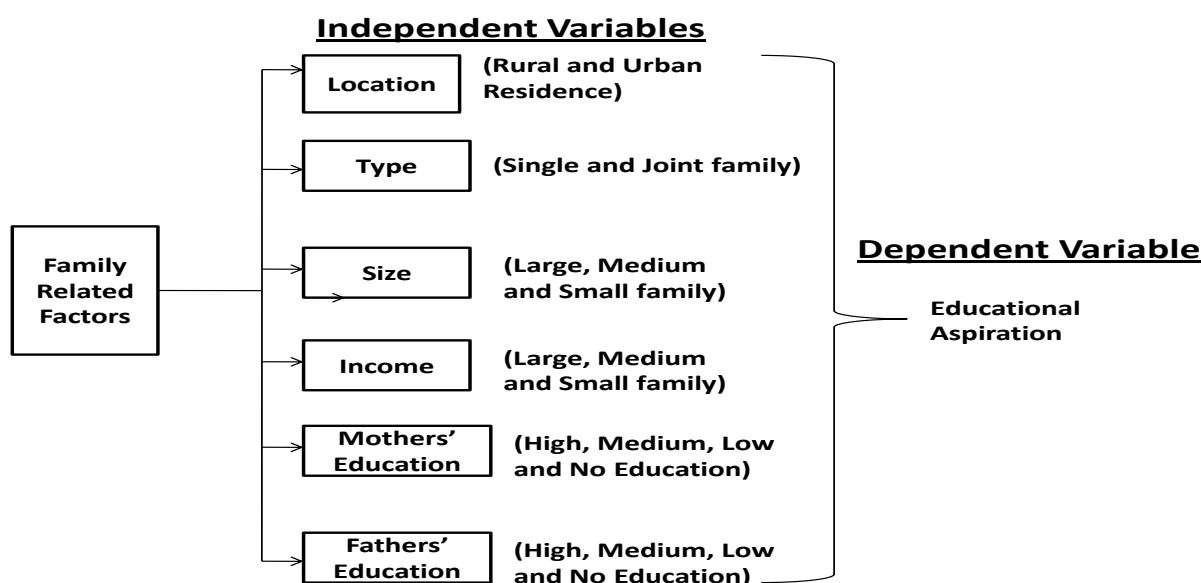 Independent Variables
Location
(Rural and Urban
Residence)
Type
(Single and Joint family)
Family
Related
Factors
Size
(Large, Medium
and Small family)
Income
(Large, Medium
and Small family)
Mothers’
Education
(High, Medium, Low
and No Education)
Fathers’
Education
(High, Medium, Low
and No Education)
Dependent Variable
Educational
Aspiration